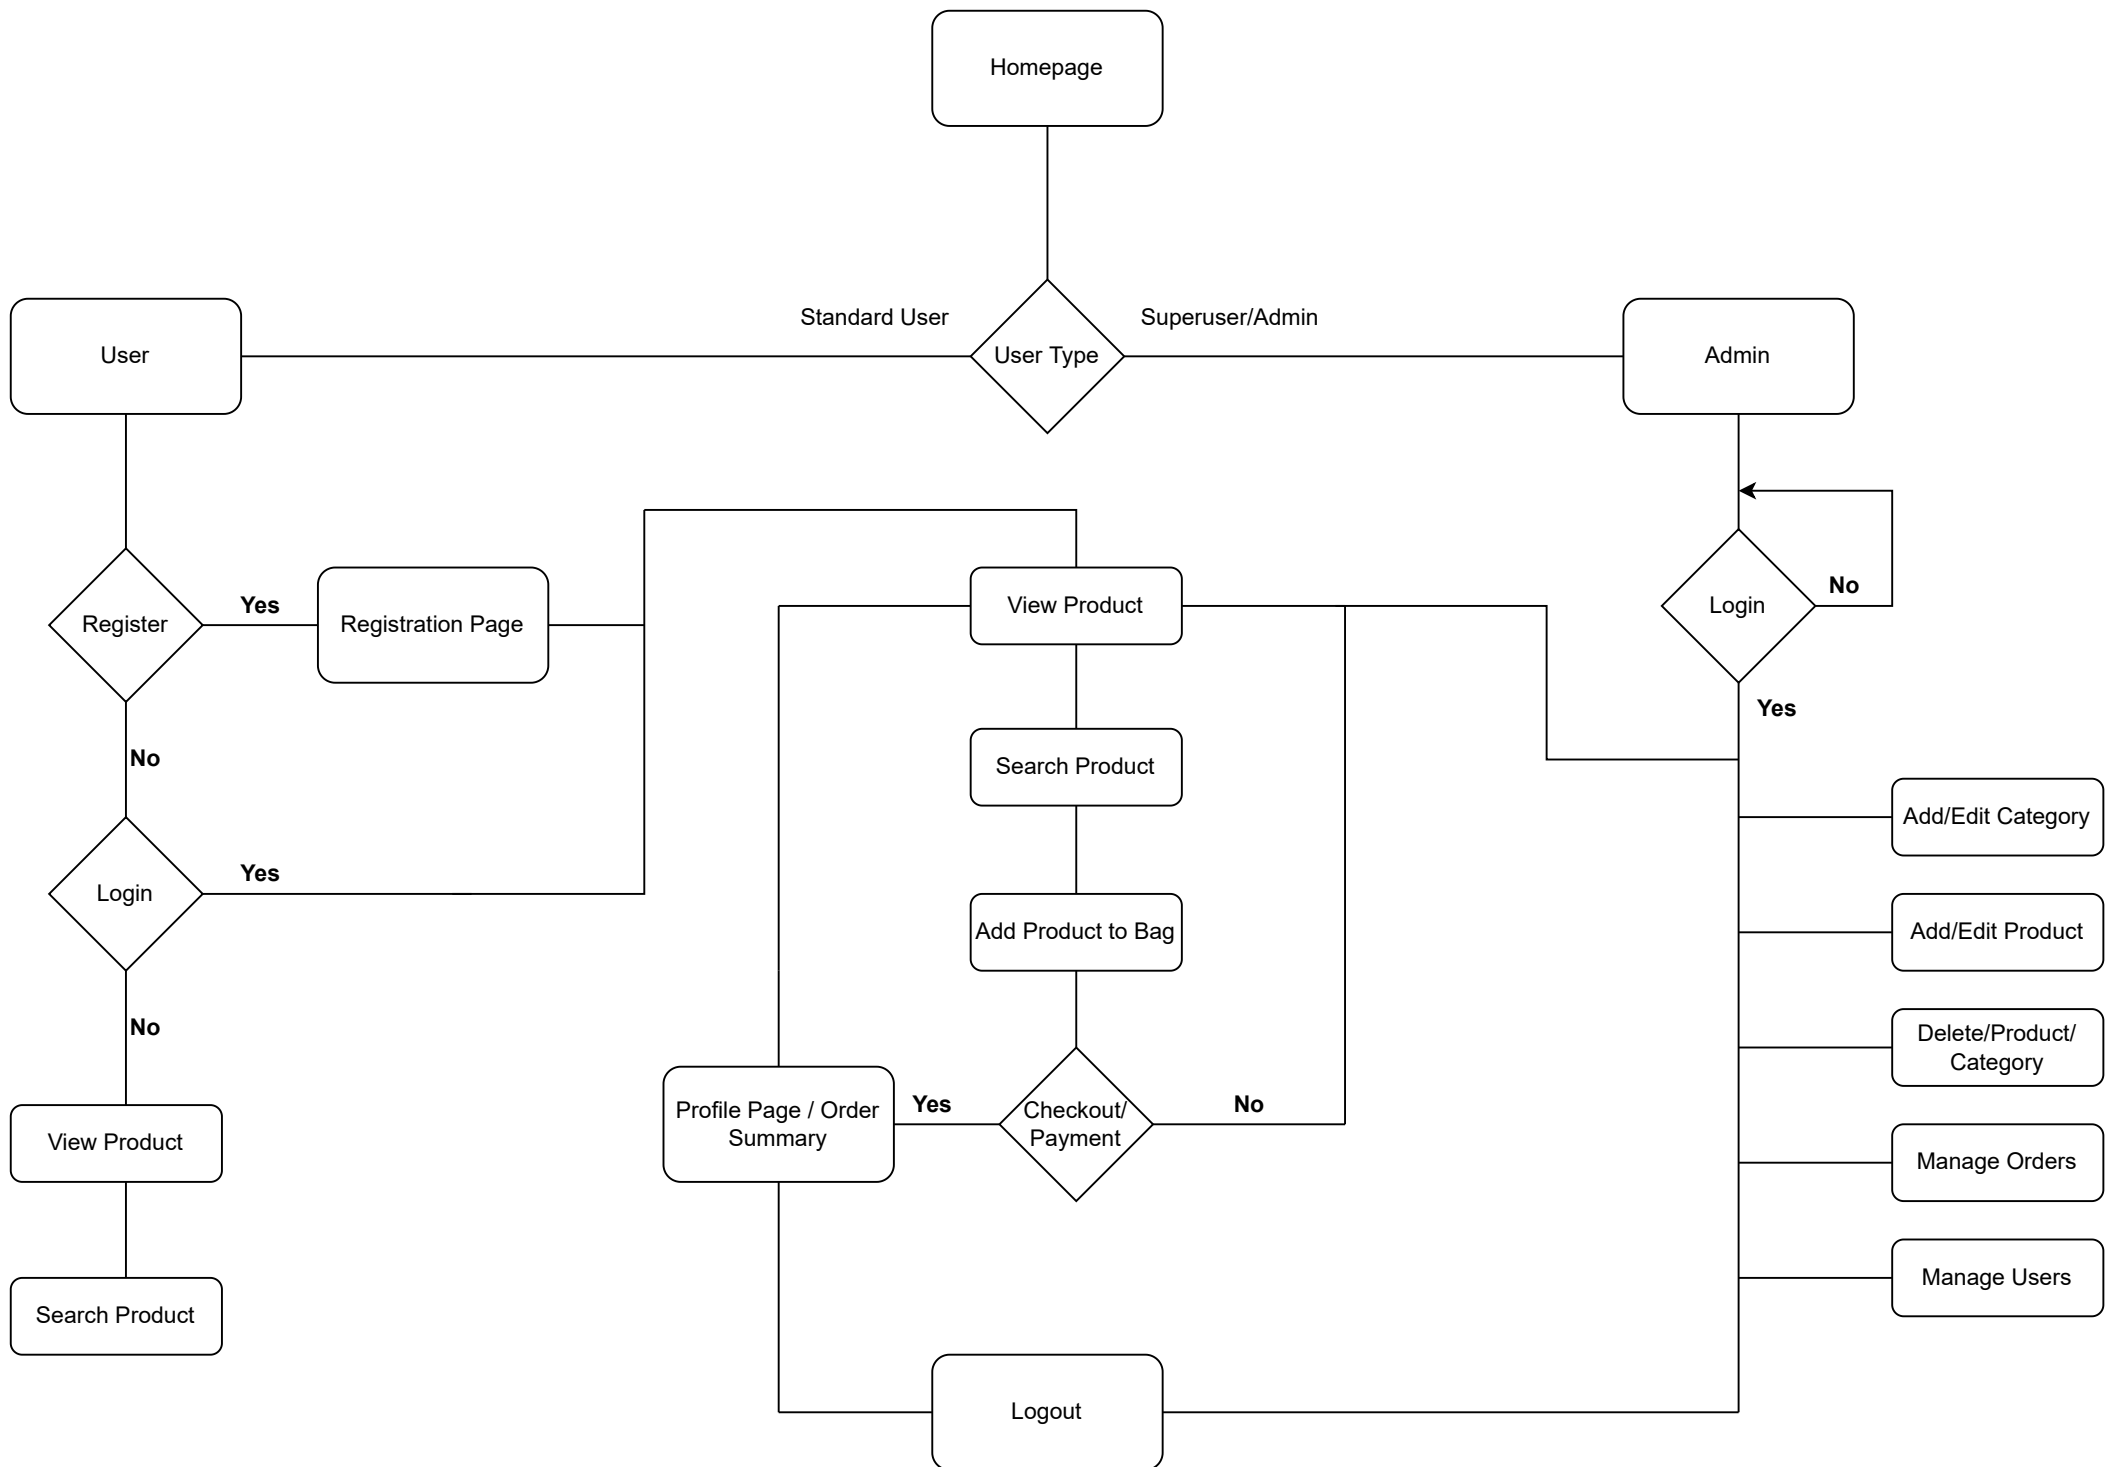 Homepage
Standard User
Superuser/Admin
User
User Type
Admin
No
Register
Yes
Registration Page
View Product
Login
Yes
No
Search Product
Add/Edit Category
Login
Yes
Add Product to Bag
Add/Edit Product
No
Delete/Product/
Category
View Product
Profile Page / Order
Summary
Yes
Checkout/
Payment
No
Manage Orders
Search Product
Manage Users
Logout